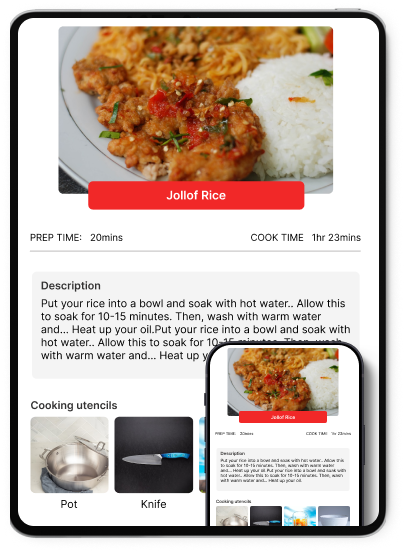 Jollof Rice
PREP TIME: 20mins
COOK TIME 1hr 23mins
Description
Put your rice into a bowl and soak with hot water.. Allow this
to soak for 10-15 minutes. Then, wash with warm water
and... Heat up your oil.Put your rice into a bowl and soak with
hot water.. Allow this to soak for 10-15 minutes. Then, wash
with warm water and... Heat up y
Cooking utencils
Pot
Knife
Jollof Rice
PREP TIME: 20mins
COOK TIME 1hr 23mins
Description
Put your rice into a bowl and soak with hot water.. Allow this
to soak for 10-15 minutes. Then, wash with warm water
and... Heat up your oil.Put your rice into a bowl and soak with
hot water.. Allow this to soak for 10-15 minutes. Then, wash
with warm water and... Heat up your oil
Cooking utencils